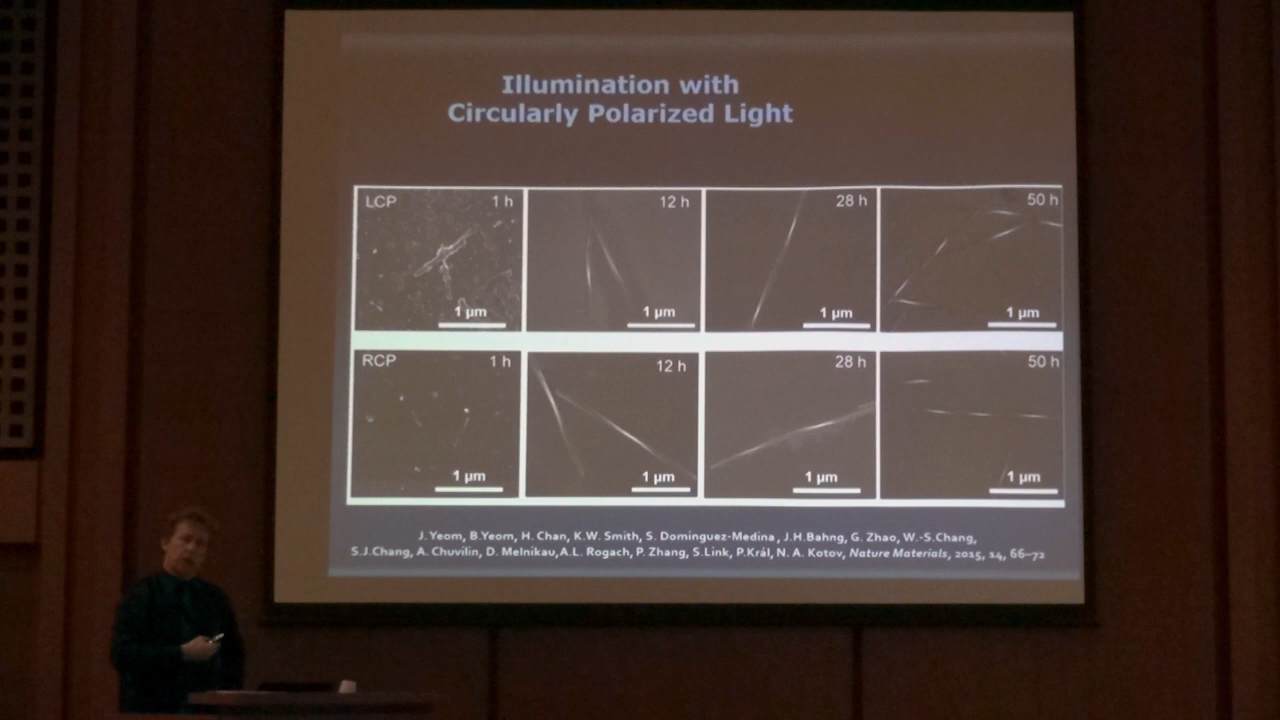 Illumination with
Circularly Polarized Light
LCP 1 h 12 h 28 h 50 h
1 µm 1 µm 1 µm 1 µm
RCP 1 h 12 h 28 h 50 h
1 µm 1 µm 1 µm 1 µm
J. Yeom, B.Yeom, H. Chan, K.W. Smith, S. Dominguez-Medina, J.H.Bahng, G. Zhao, W.-S.Chang,
S.J.Chang, A. Chuvilin, D. Melnikau,A.L. Rogach, P. Zhang, S.Link, P.Král, N. A. Kotov, Nature Materials, 2015, 14, 66–72